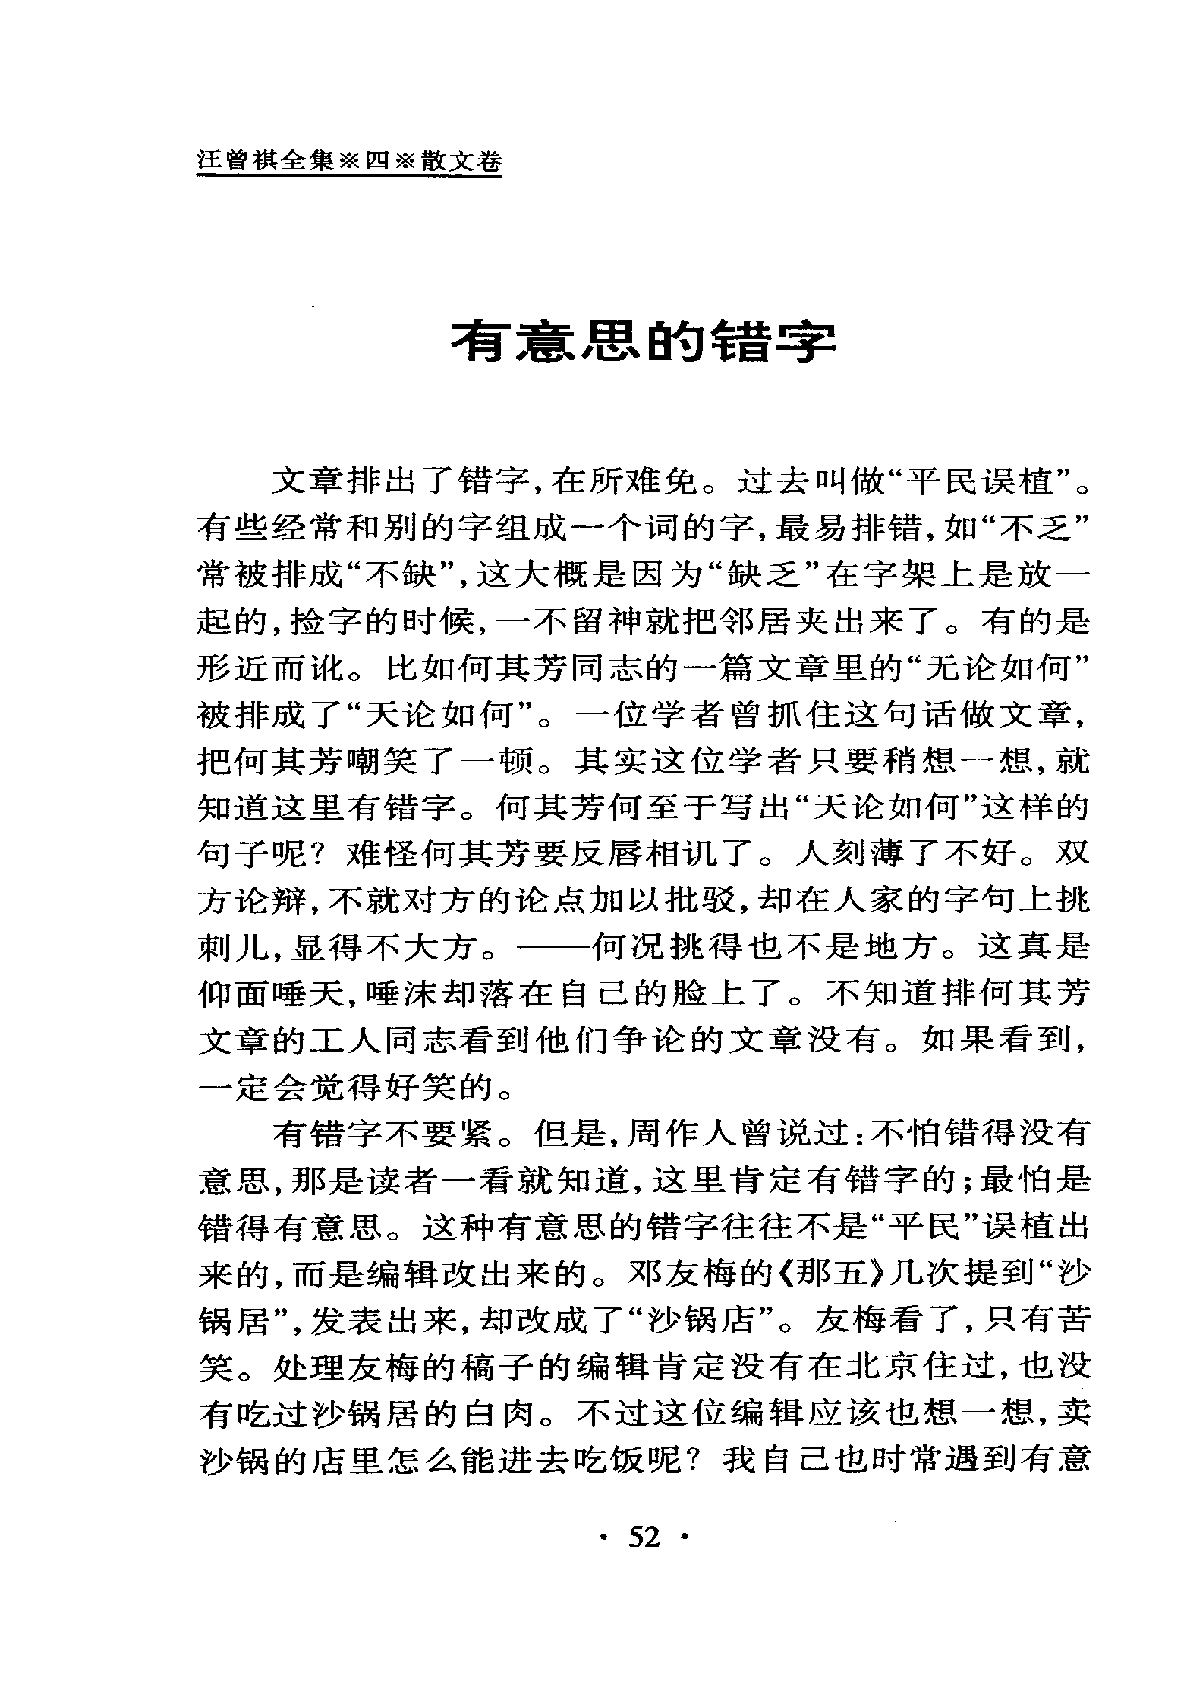 汪曾祺全集※四※散文卷
有意思的错字
文章排出了错字,在所难免。过去叫做“平民误植”。
有些经常和别的字组成一个词的字,最易排错,如“不乏”
常被排成“不缺”,这大概是因为“缺乏”在字架上是放一
起的,捡字的时候,一不留神就把邻居夹出来了。有的是
形近而讹。比如何其芳同志的一篇文章里的“无论如何”
被排成了“天论如何”。一位学者曾抓住这句话做文章,
把何其芳嘲笑了一顿。其实这位学者只要稍想一想,就
知道这里有错字。何其芳何至于写出“天论如何”这样的
句子呢?难怪何其芳要反唇相讥了。人刻薄了不好。双
方论辩,不就对方的论点加以批驳,却在人家的字句上挑
刺儿,显得不大方。——何况挑得也不是地方。这真是
仰面唾天,唾沫却落在自己的脸上了。不知道排何其芳
文章的工人同志看到他们争论的文章没有。如果看到,
一定会觉得好笑的。
有错字不要紧。但是,周作人曾说过:不怕错得没有
意思,那是读者一看就知道,这里肯定有错字的;最怕是
错得有意思。这种有意思的错字往往不是“平民”误植出
来的,而是编辑改出来的。邓友梅的《那五》几次提到“沙
锅居”,发表出来,却改成了“沙锅店”。友梅看了,只有苦
笑。处理友梅的稿子的编辑肯定没有在北京住过,也没
有吃过沙锅居的白肉。不过这位编辑应该也想一想,卖
沙锅的店里怎么能进去吃饭呢?我自己也时常遇到有意
· 52 ·